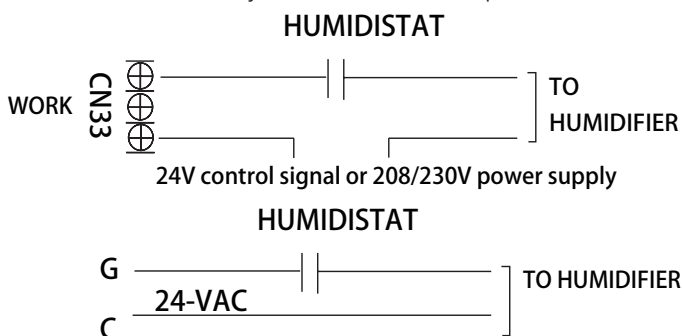 HUMIDISTAT
WORK
CN33
TO
HUMIDIFIER
24V control signal or 208/230V power supply
HUMIDISTAT
G
TO HUMIDIFIER
24-VAC
C